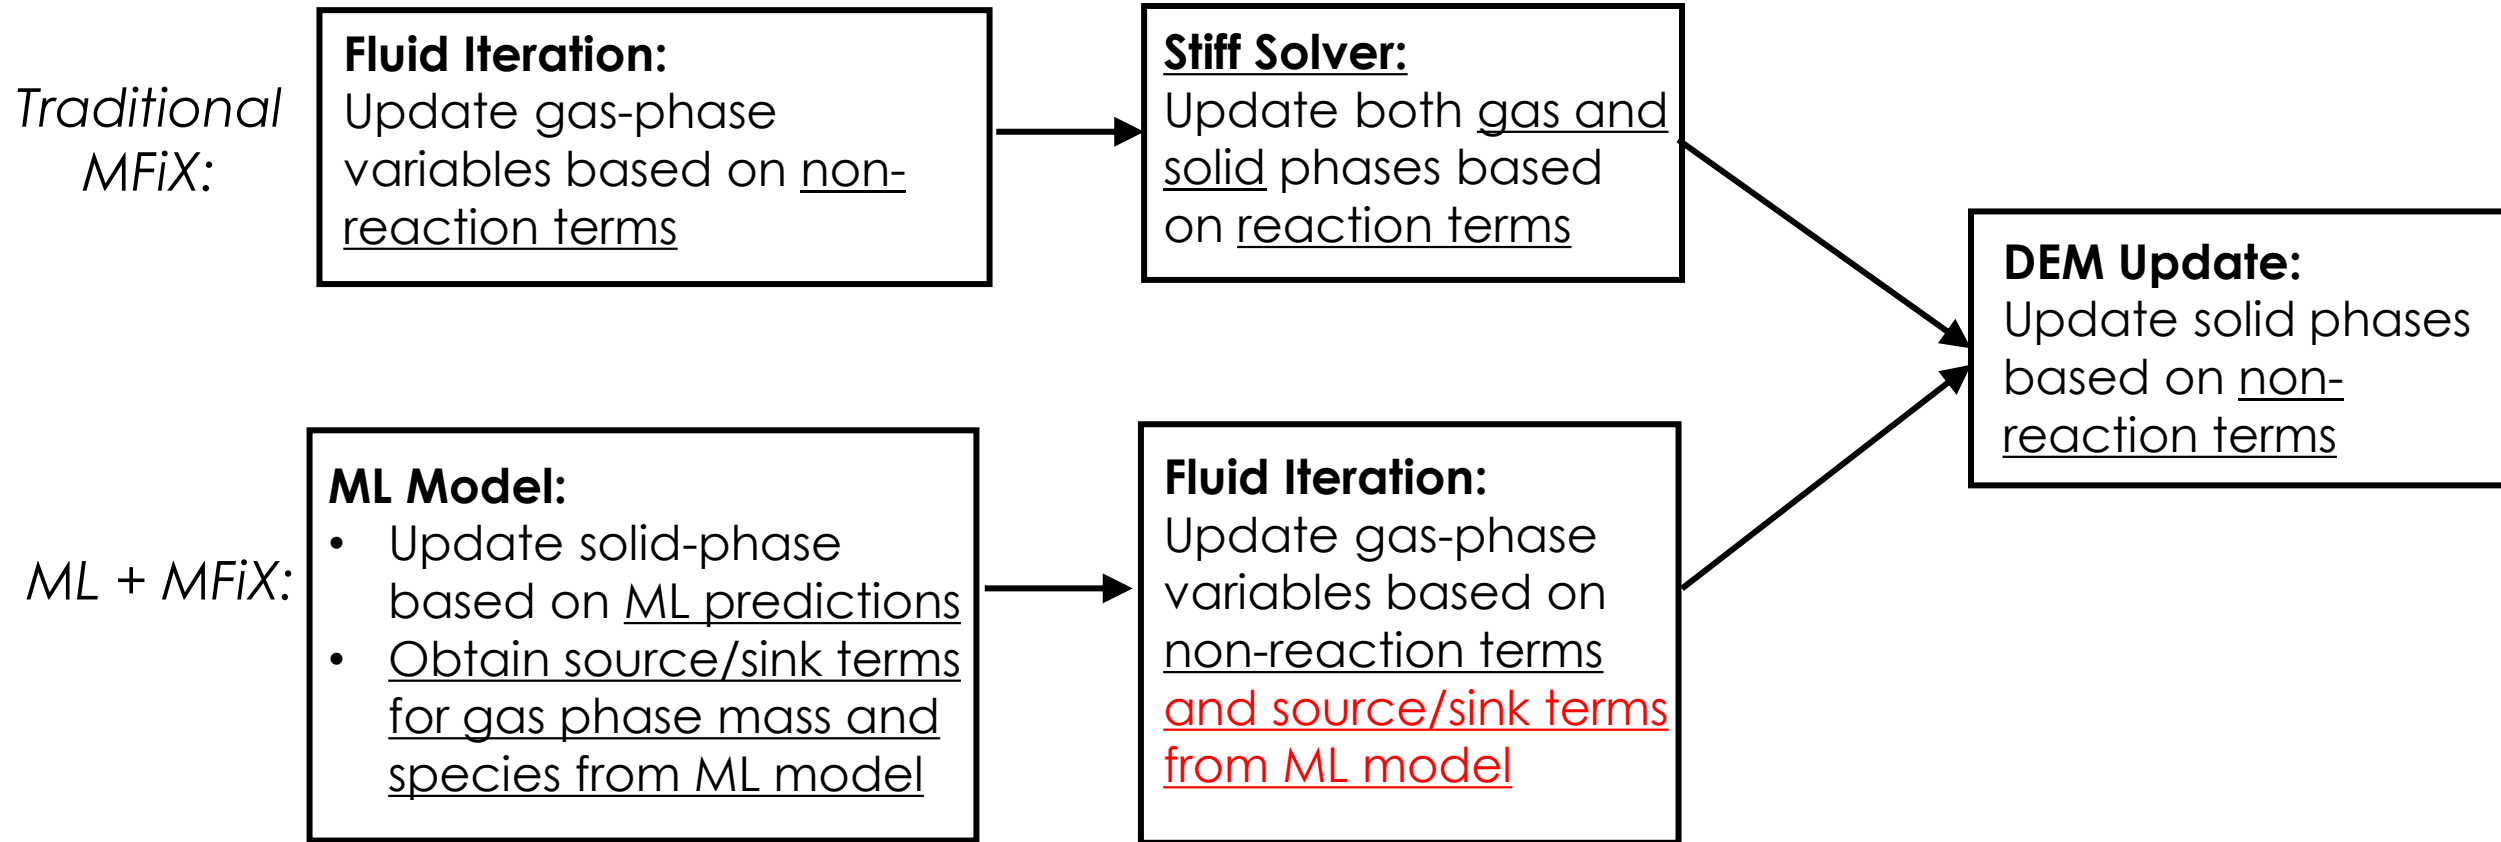 Traditional
MFiX:
Fluid Iteration:
Update gas-phase
variables based on non-
reaction terms
Stiff Solver:
Update both gas and
solid phases based
on reaction terms
DEM Update:
Update solid phases
based on non-
reaction terms
ML + MFiX:
ML Model:
• Update solid-phase
based on ML predictions
• Obtain source/sink terms
for gas phase mass and
species from ML model
Fluid Iteration:
Update gas-phase
variables based on
non-reaction terms
and source/sink terms
from ML model